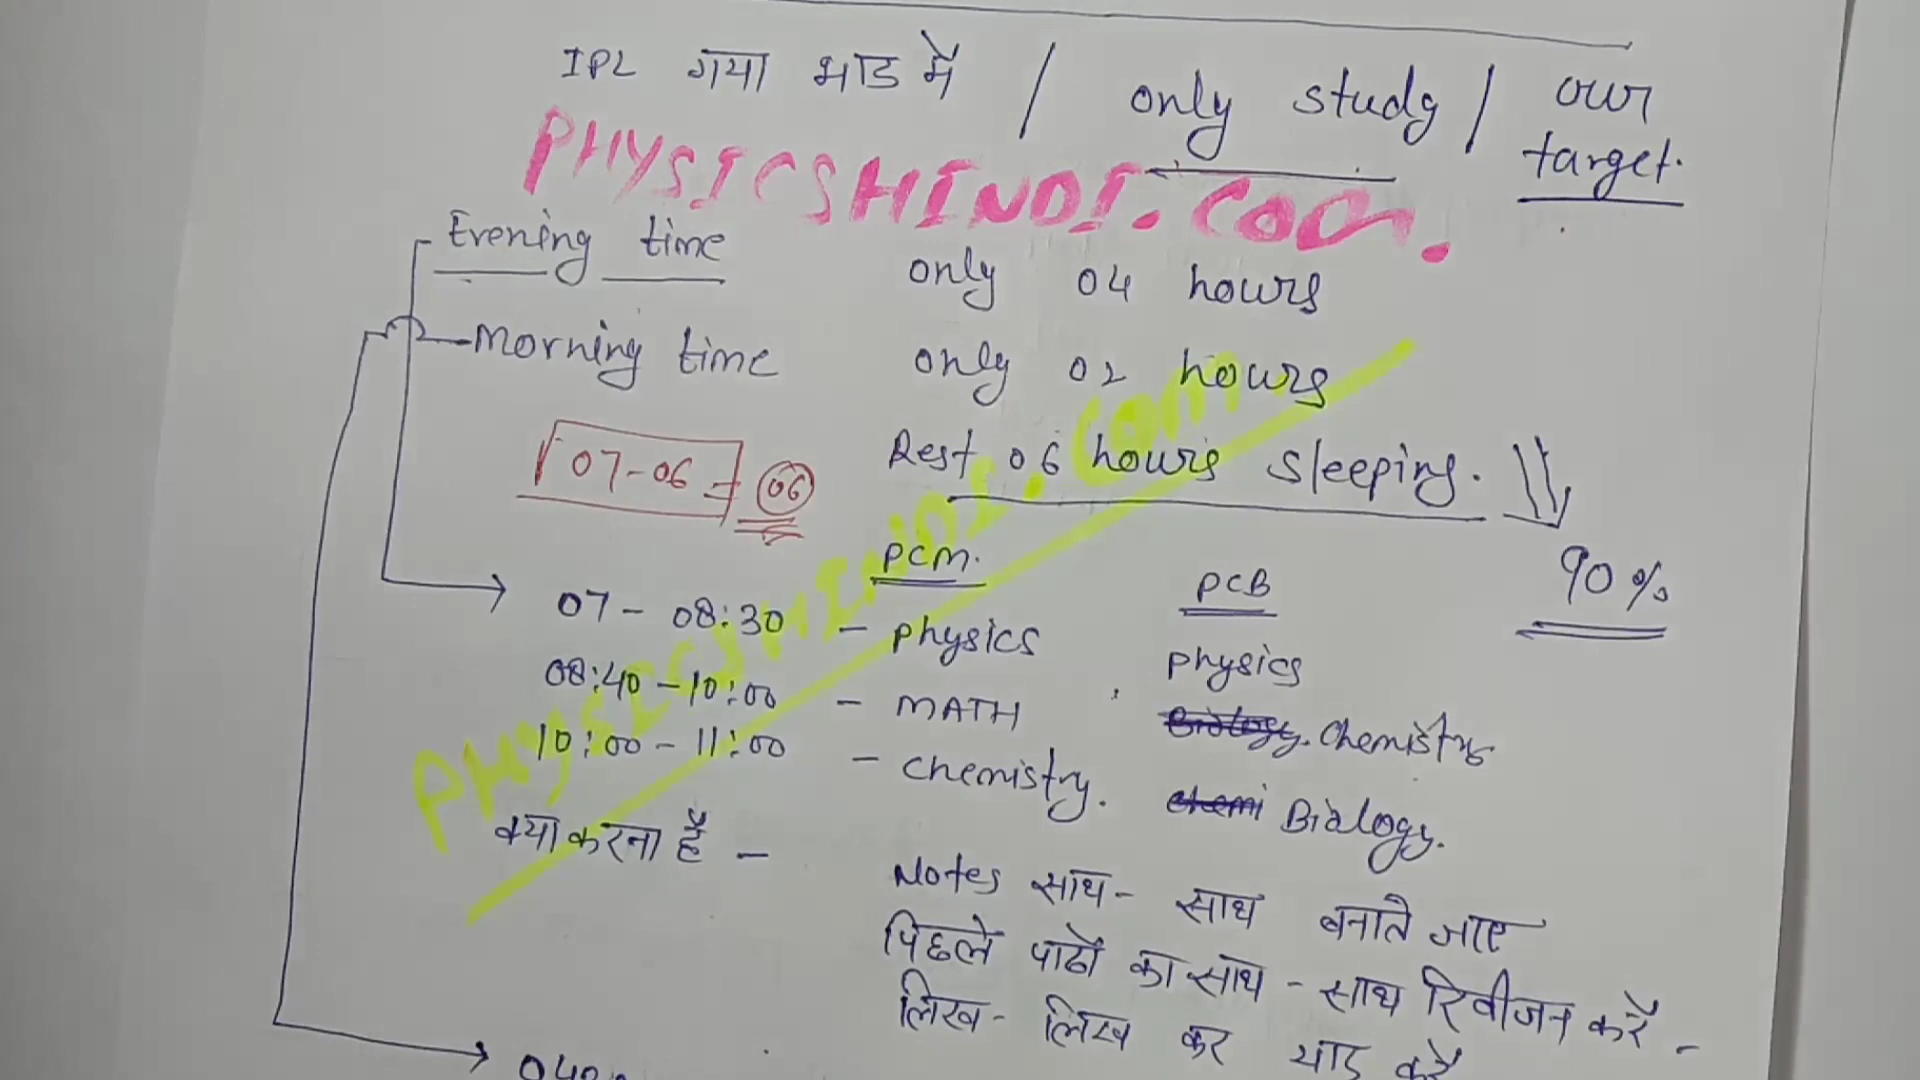 IPL गया भाड में / only study / our target.
PHYSICSHINDI.COM.
Evening time only 04 hours
Morning time only 02 hours
07-06 = 06
Rest 06 hours sleeping.
90%
PHYSICSHINDI.COM
PCM. PCB
07 - 08:30 - physics physics
08:40 - 10:00 - MATH Biology. Chemistry
10:00 - 11:00 - Chemistry. chemi Biology.
क्या करना है -
Notes साथ - साथ बनाते जाए
पिछले पाठों का साथ - साथ रिवीजन करें -
लिख - लिख कर याद करें